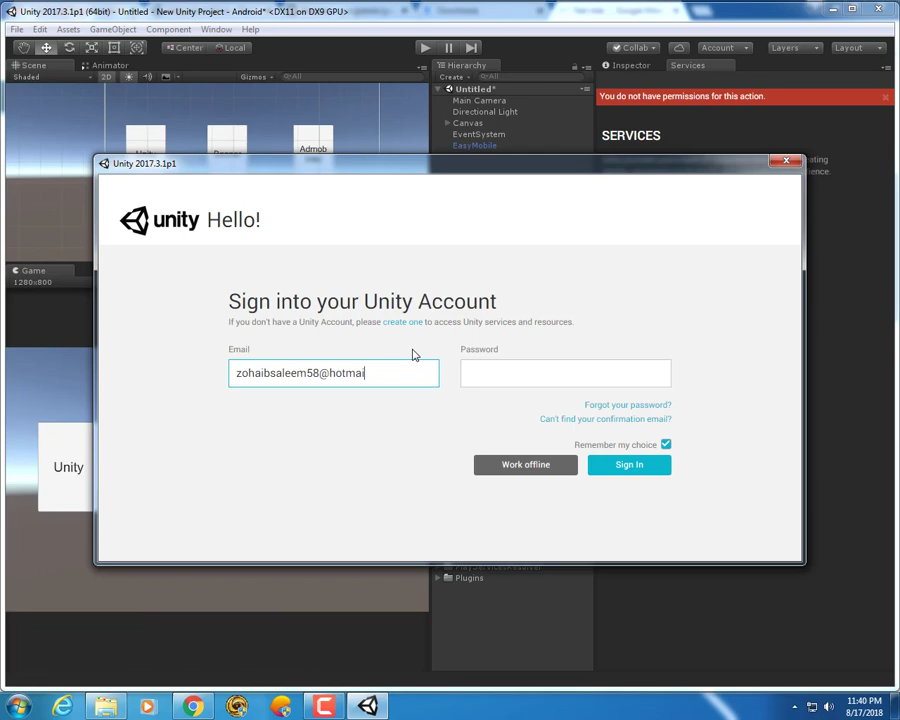 Unity 2017.3.1p1 (64bit) - Untitled - New Unity Project - Android* <DX11 on DX9 GPU>
File Edit Assets GameObject Component Window Help
Center Local Collab Account Layers Layout
Scene Animator Hierarchy Inspector Services
Shaded 2D Gizmos All Create All
Untitled*
You do not have permissions for this action.
Main Camera
Directional Light
Canvas
EventSystem
EasyMobile
SERVICES
Admob
Unity 2017.3.1p1
unity Hello!
Game
1280x800
Sign into your Unity Account
If you don't have a Unity Account, please create one to access Unity services and resources.
Email Password
zohaibsaleem58@hotmai
Forgot your password?
Can't find your confirmation email?
Remember my choice
Work offline Sign In
Unity
Plugins
11:40 PM
8/17/2018